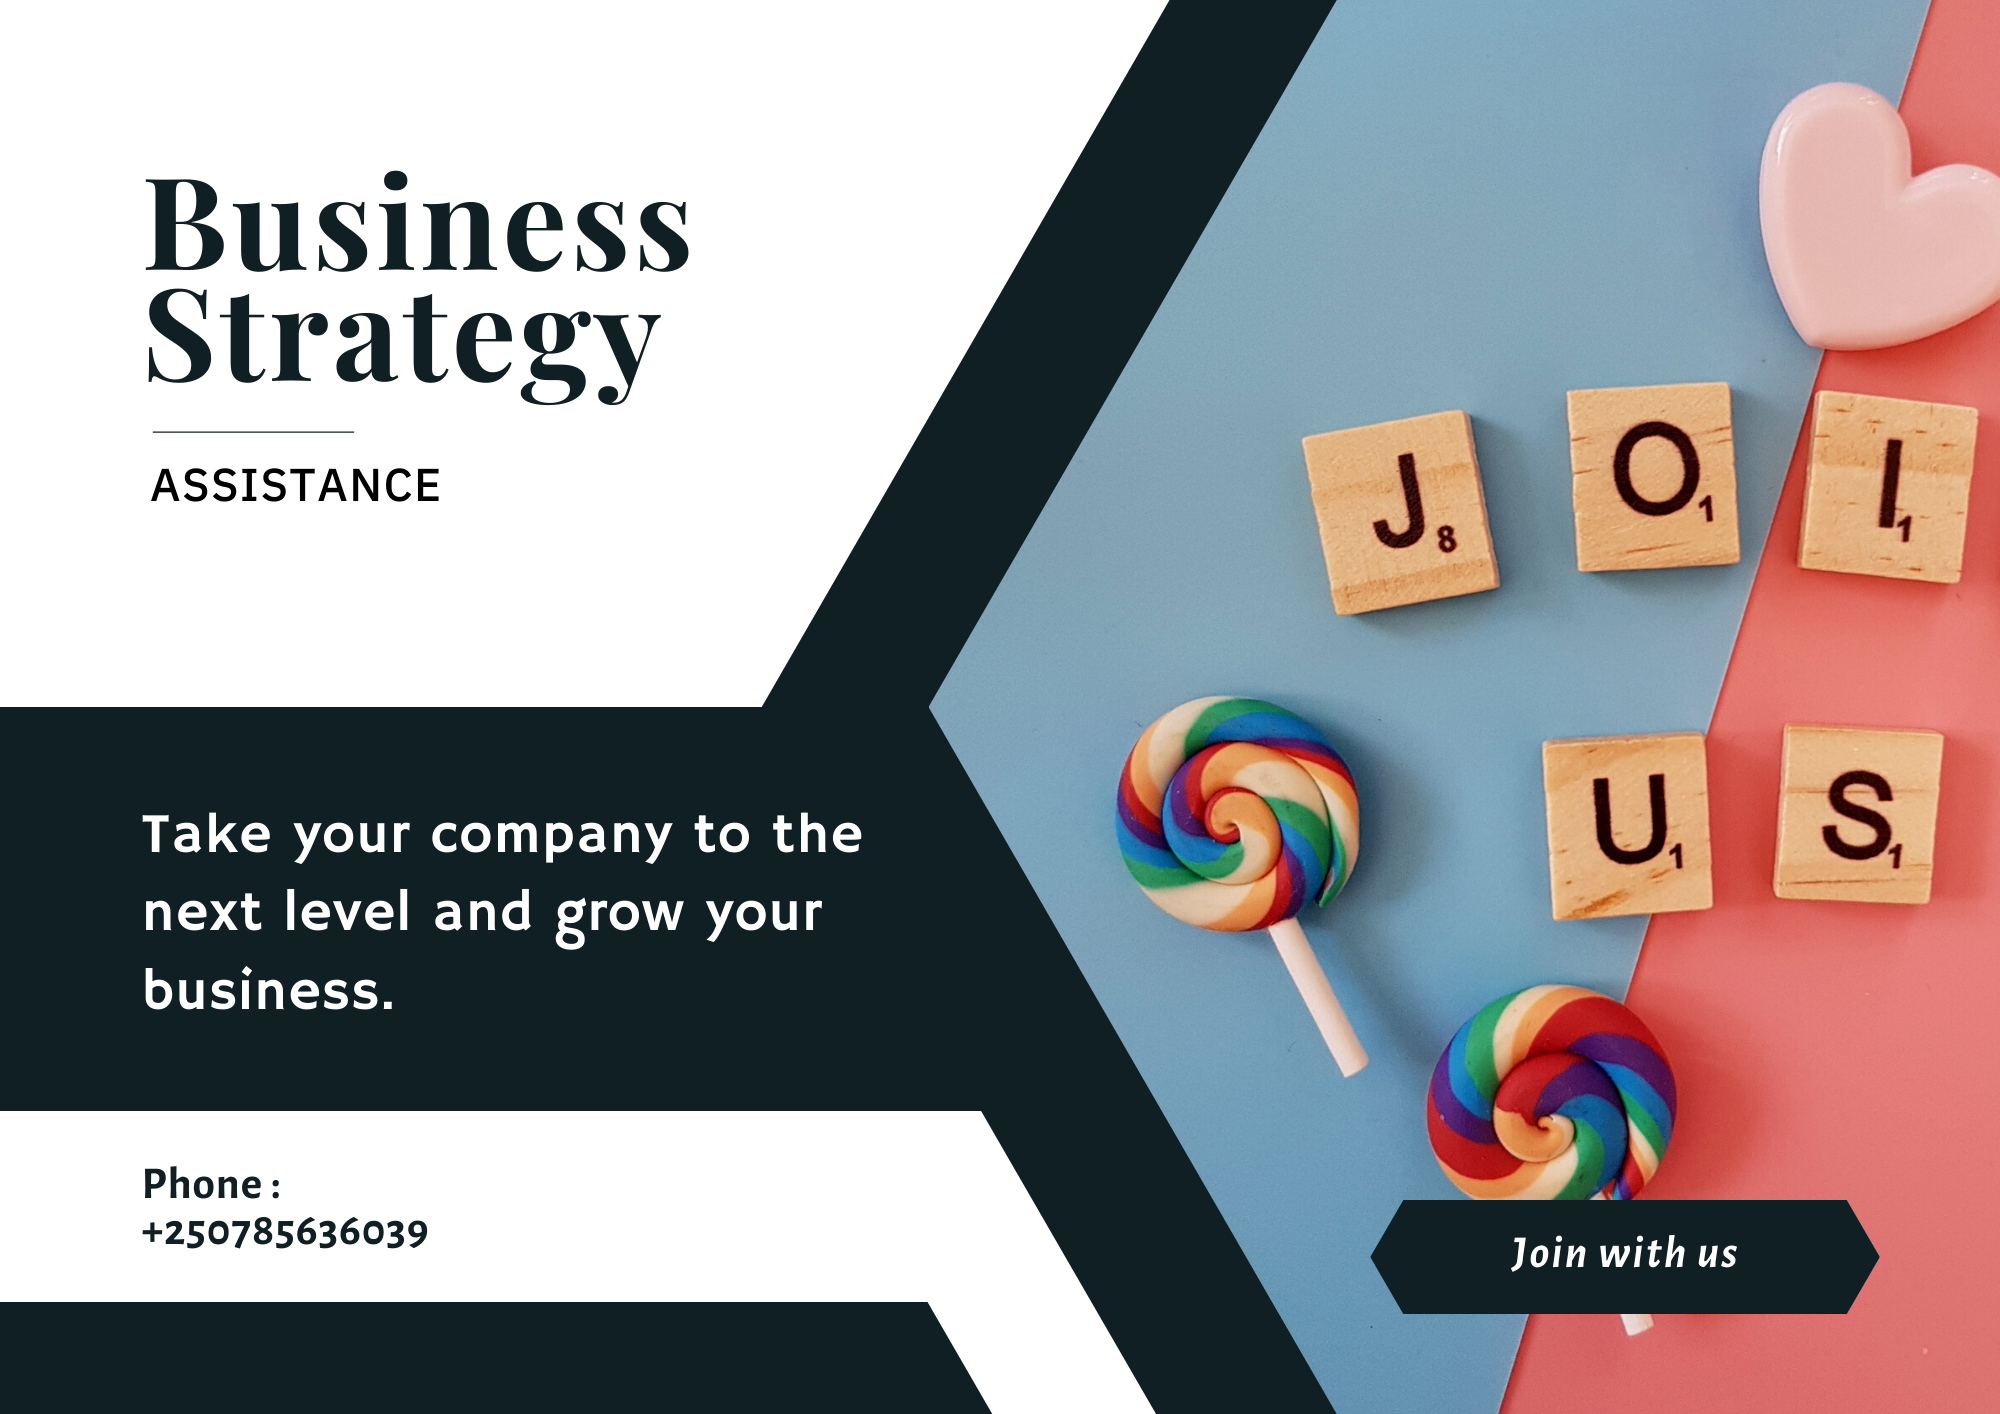 Business
Strategy
ASSISTANCE
Take your company to the
next level and grow your
business.
Phone :
+250785636039
J8 O1 I1
U1 S1
Join with us